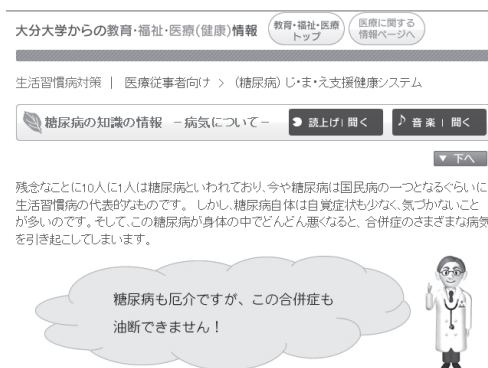 大分大学からの教育・福祉・医療(健康)情報
教育・福祉・医療
トップ
医療に関する
情報ページへ
生活習慣病対策 | 医療従事者向け > (糖尿病)じ・ま・え支援健康システム
糖尿病の知識の情報 －病気について－
読上げ|聞く
♪ 音楽 | 聞く
▼ 下へ
残念なことに10人に1人は糖尿病といわれており、今や糖尿病は国民病の一つとなるぐらいに
生活習慣病の代表的なものです。 しかし、糖尿病自体は自覚症状も少なく、気づかないこと
が多いのです。そして、この糖尿病が身体の中でどんどん悪くなると、合併症のさまざまな病気
を引き起こしてしまいます。
糖尿病も厄介ですが、この合併症も
油断できません！